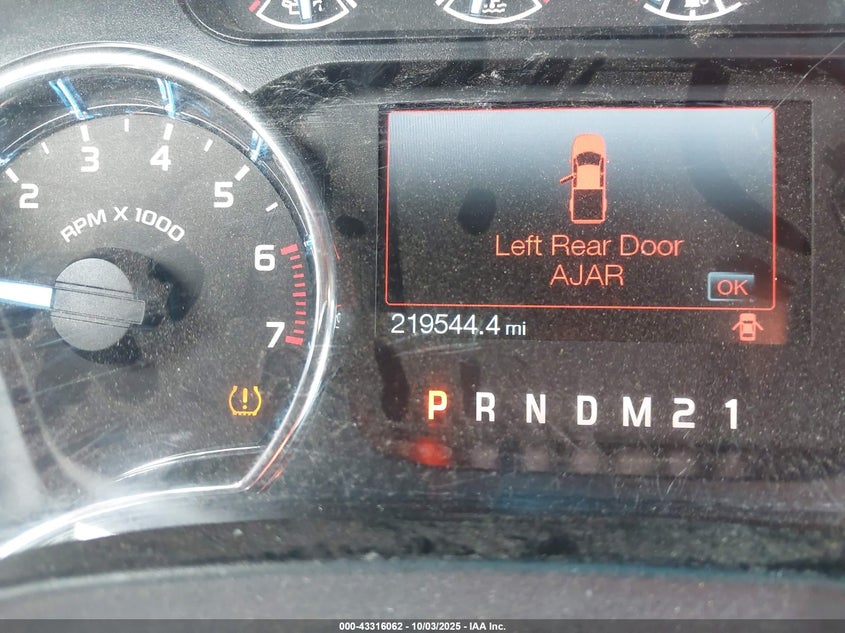 2 3 4 5 6 7
RPM X 1000
Left Rear Door
AJAR
OK
219544.4 mi
P R N D M 2 1
000-43316062 - 10/03/2025 - IAA Inc.